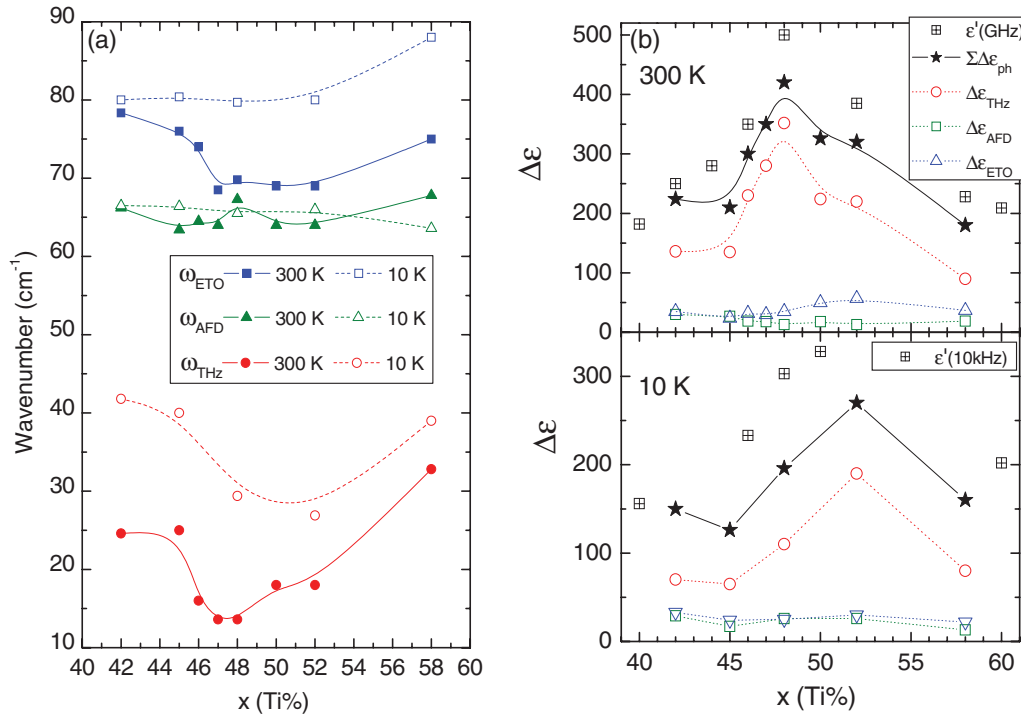 (a)
90
80
70
60
50
40
30
20
10
Wavenumber (cm⁻¹)
ω_ETO 300 K 10 K
ω_AFD 300 K 10 K
ω_THz 300 K 10 K
40 42 44 46 48 50 52 54 56 58 60
x (Ti%)
(b)
300 K
500
400
300
200
100
0
Δε
ε'(GHz)
ΣΔε_ph
Δε_THz
Δε_AFD
Δε_ETO
10 K
ε'(10kHz)
300
200
100
0
Δε
40 45 50 55 60
x (Ti%)